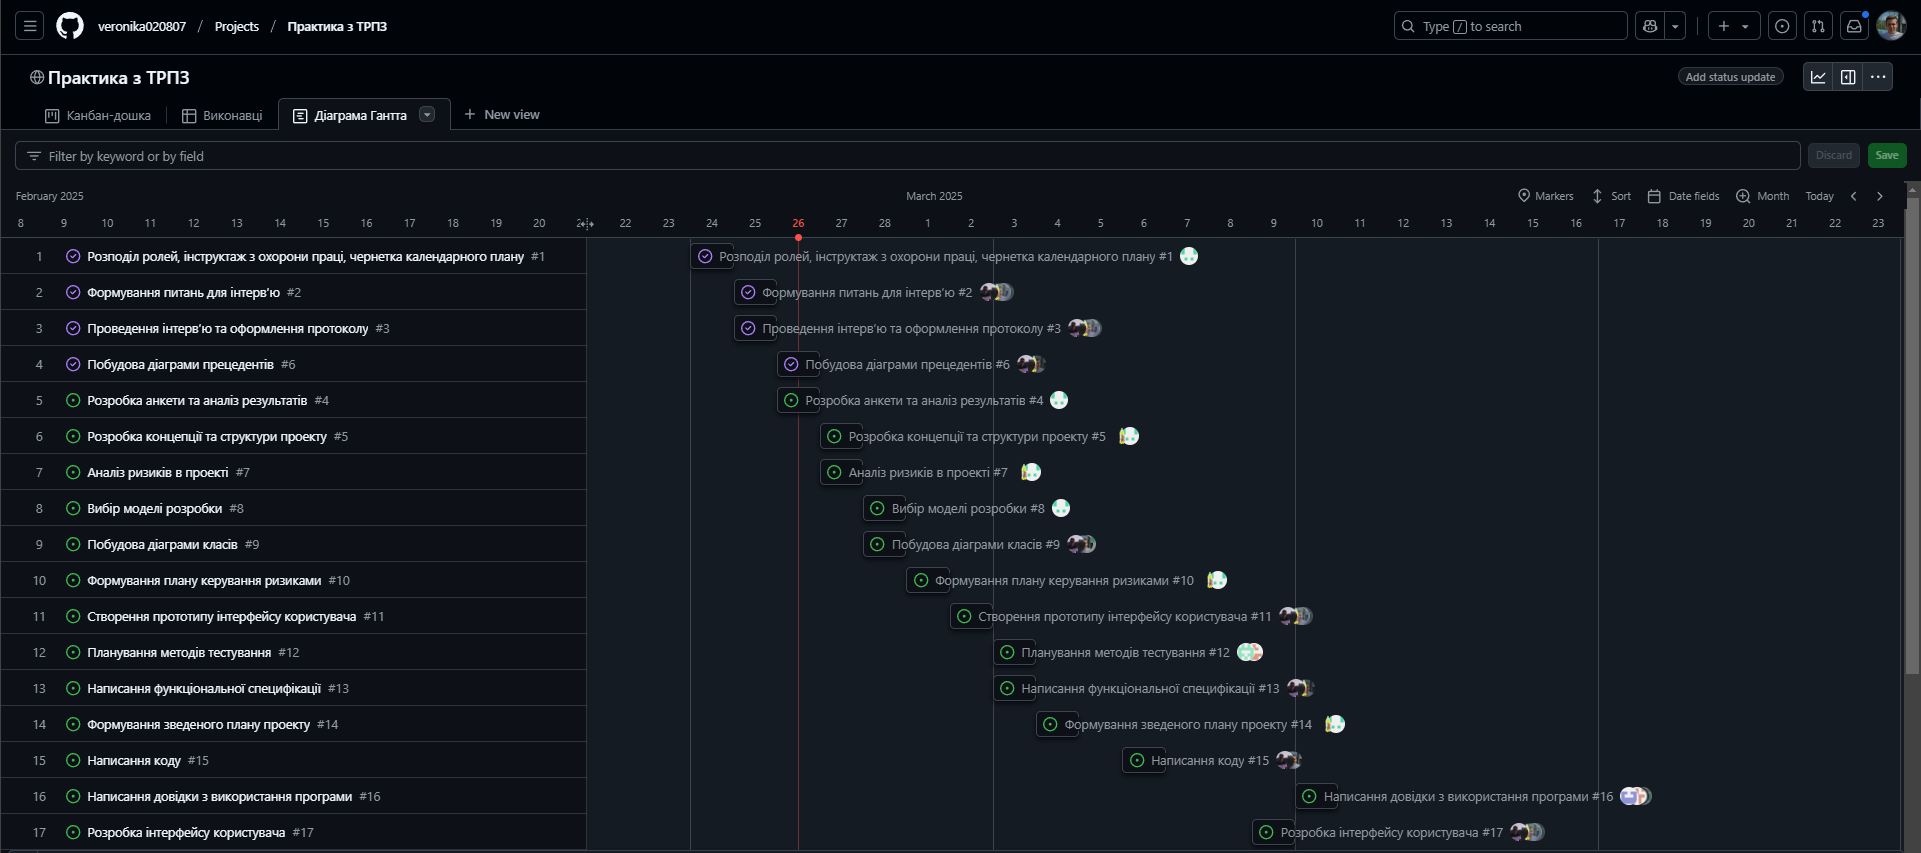 veronika020807 / Projects / Практика з ТРПЗ
Type / to search
Практика з ТРПЗ
Add status update
Канбан-дошка
Виконавці
Діаграма Гантта
New view
Filter by keyword or by field
Discard
Save
February 2025
March 2025
Markers
Sort
Date fields
Month
Today
8 9 10 11 12 13 14 15 16 17 18 19 20 22 23 24 25 26 27 28 1 2 3 4 5 6 7 8 9 10 11 12 13 14 15 16 17 18 19 20 21 22 23
1 Розподіл ролей, інструктаж з охорони праці, чернетка календарного плану #1
Розподіл ролей, інструктаж з охорони праці, чернетка календарного плану #1
2 Формування питань для інтерв’ю #2
Формування питань для інтерв’ю #2
3 Проведення інтерв’ю та оформлення протоколу #3
Проведення інтерв’ю та оформлення протоколу #3
4 Побудова діаграми прецедентів #6
Побудова діаграми прецедентів #6
5 Розробка анкети та аналіз результатів #4
Розробка анкети та аналіз результатів #4
6 Розробка концепції та структури проекту #5
Розробка концепції та структури проекту #5
7 Аналіз ризиків в проекті #7
Аналіз ризиків в проекті #7
8 Вибір моделі розробки #8
Вибір моделі розробки #8
9 Побудова діаграми класів #9
Побудова діаграми класів #9
10 Формування плану керування ризиками #10
Формування плану керування ризиками #10
11 Створення прототипу інтерфейсу користувача #11
Створення прототипу інтерфейсу користувача #11
12 Планування методів тестування #12
Планування методів тестування #12
13 Написання функціональної специфікації #13
Написання функціональної специфікації #13
14 Формування зведеного плану проекту #14
Формування зведеного плану проекту #14
15 Написання коду #15
Написання коду #15
16 Написання довідки з використання програми #16
Написання довідки з використання програми #16
17 Розробка інтерфейсу користувача #17
Розробка інтерфейсу користувача #17